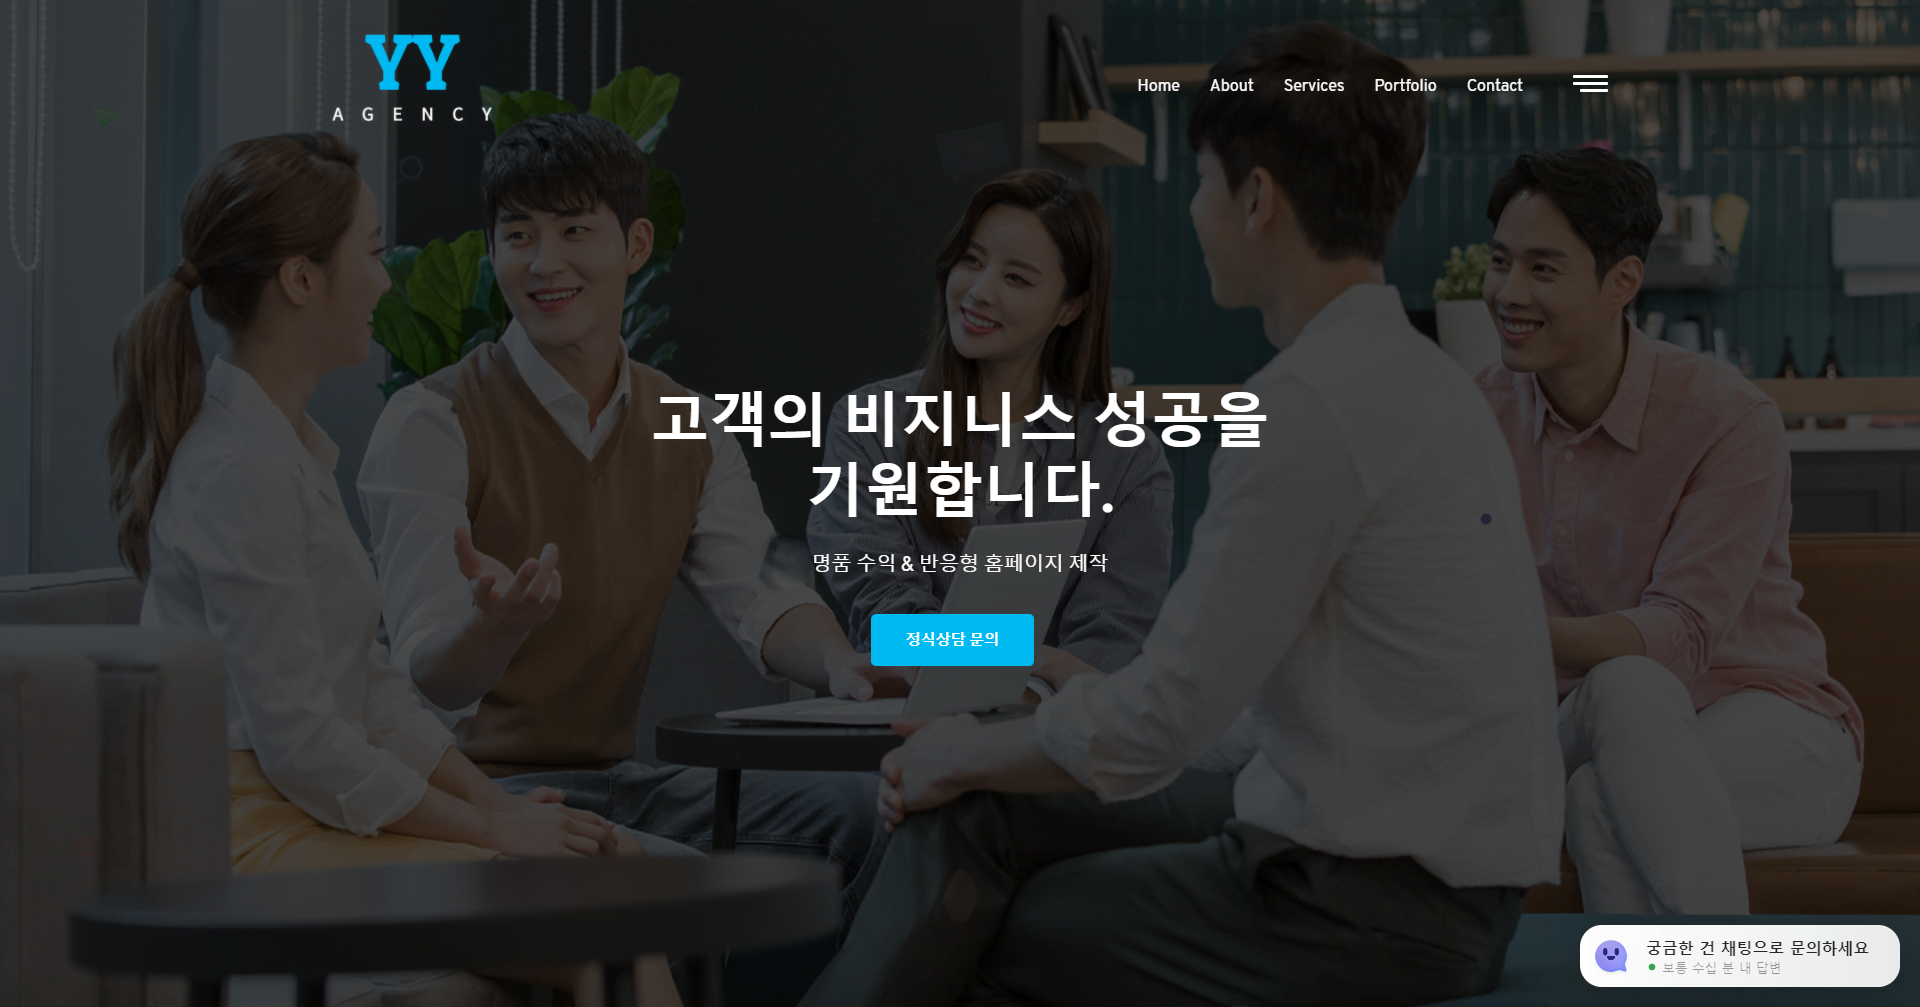 YY
AGENCY
Home About Services Portfolio Contact
고객의 비지니스 성공을
기원합니다.
명품 수익 & 반응형 홈페이지 제작
정식상담 문의
궁금한 건 채팅으로 문의하세요
보통 수십 분 내 답변